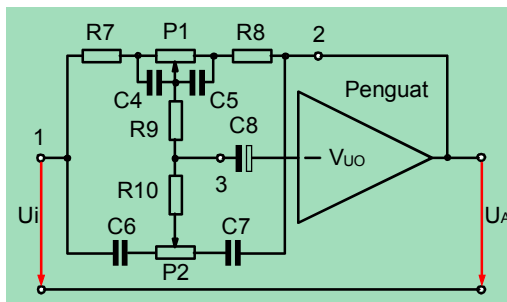 R7 P1 R8 2
C4 C5 Penguat
R9 C8
1 − VUO
3
R10
Ui C6 C7 UA
P2